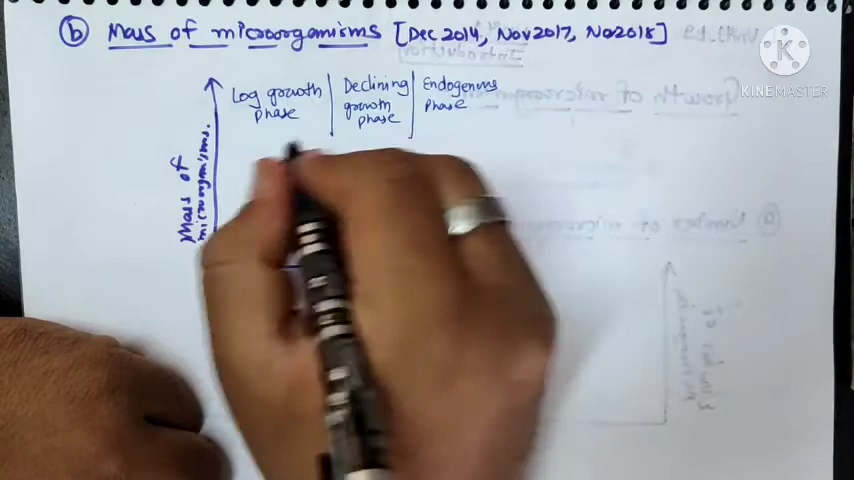 ⓑ Mass of microorganisms [Dec 2014, Nov 2017, No2018]
KINEMASTER
Log growth phase
Declining growth phase
Endogenous phase
Mass of
microorganisms.